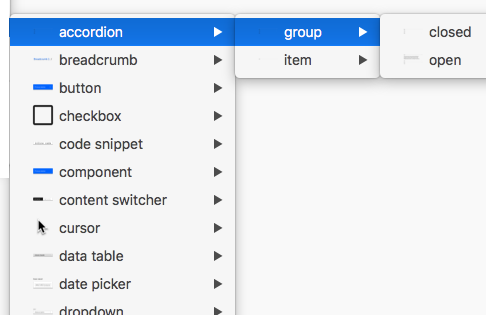 accordion
breadcrumb
button
checkbox
code snippet
component
content switcher
cursor
data table
date picker
dropdown
group
item
closed
open